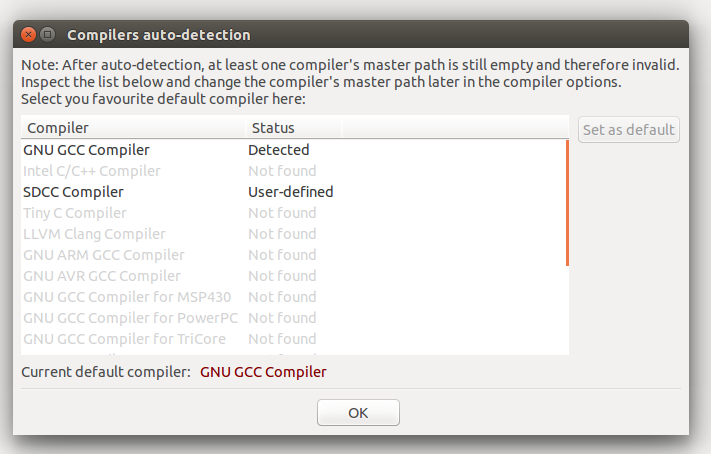 Compilers auto-detection
Note: After auto-detection, at least one compiler's master path is still empty and therefore invalid.
Inspect the list below and change the compiler's master path later in the compiler options.
Select you favourite default compiler here:
Compiler Status
Set as default
GNU GCC Compiler Detected
Intel C/C++ Compiler Not found
SDCC Compiler User-defined
Tiny C Compiler Not found
LLVM Clang Compiler Not found
GNU ARM GCC Compiler Not found
GNU AVR GCC Compiler Not found
GNU GCC Compiler for MSP430 Not found
GNU GCC Compiler for PowerPC Not found
GNU GCC Compiler for TriCore Not found
Current default compiler: GNU GCC Compiler
OK